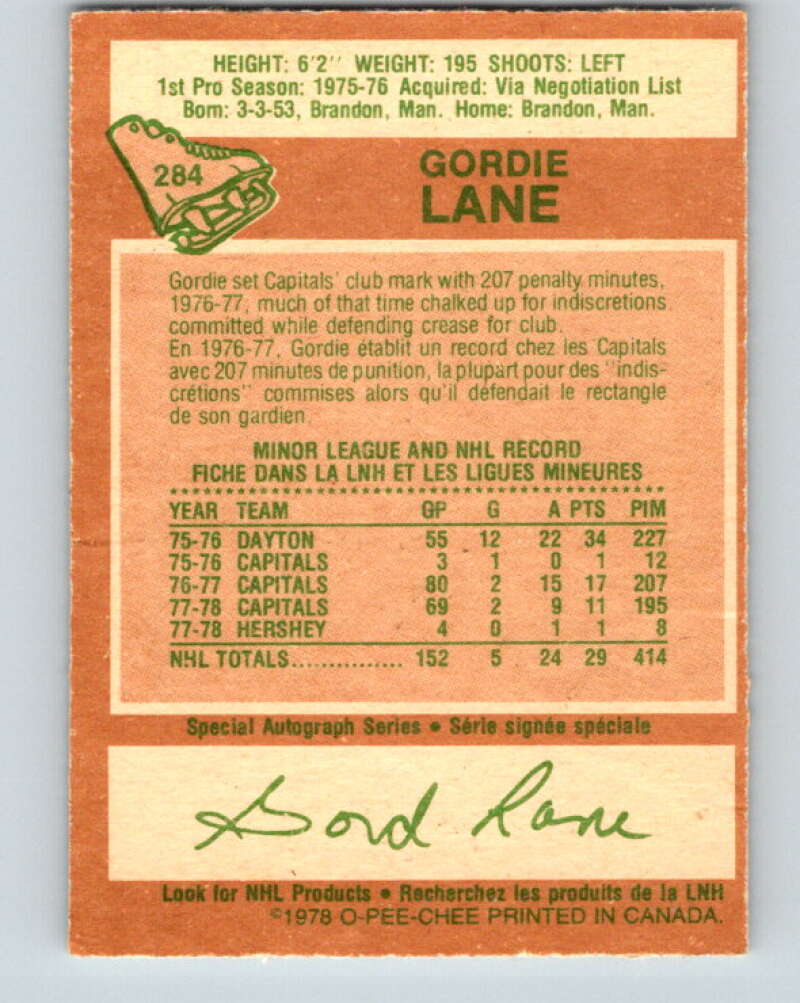 HEIGHT: 6'2'' WEIGHT: 195 SHOOTS: LEFT
1st Pro Season: 1975-76 Acquired: Via Negotiation List
Born: 3-3-53, Brandon, Man. Home: Brandon, Man.
284
GORDIE
LANE
Gordie set Capitals' club mark with 207 penalty minutes,
1976-77, much of that time chalked up for indiscretions
committed while defending crease for club.
En 1976-77, Gordie établit un record chez les Capitals
avec 207 minutes de punition, la plupart pour des "indis-
crétions" commises alors qu'il défendait le rectangle
de son gardien.
MINOR LEAGUE AND NHL RECORD
FICHE DANS LA LNH ET LES LIGUES MINEURES
YEAR TEAM GP G A PTS PIM
75-76 DAYTON 55 12 22 34 227
75-76 CAPITALS 3 1 0 1 12
76-77 CAPITALS 80 2 15 17 207
77-78 CAPITALS 69 2 9 11 195
77-78 HERSHEY 4 0 1 1 8
NHL TOTALS............... 152 5 24 29 414
Special Autograph Series • Série signée spéciale
Gord Lane
Look for NHL Products • Recherchez les produits de la LNH
©1978 O-PEE-CHEE PRINTED IN CANADA.